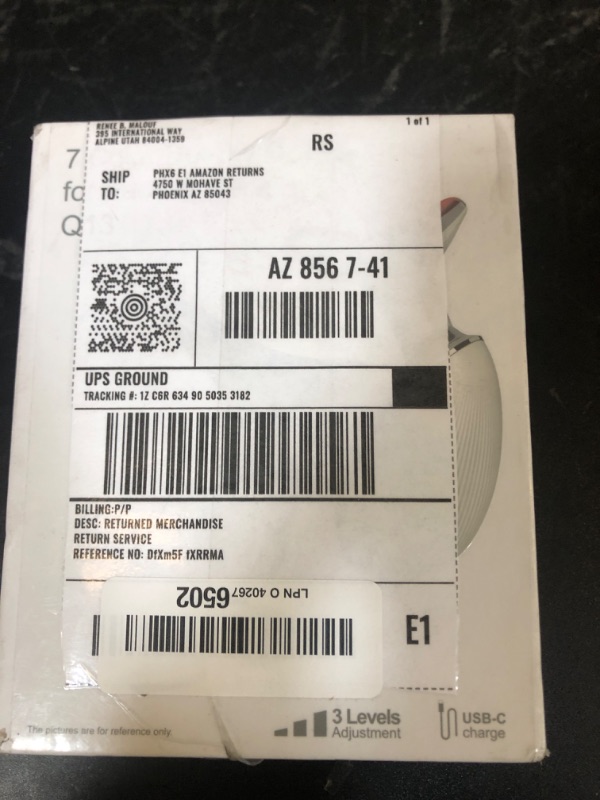 RENEE B. MALOUF
395 INTERNATIONAL WAY
ALPINE UTAH 84004-1359
1 of 1
RS
7
fo
Q
SHIP TO:
PHX6 E1 AMAZON RETURNS
4750 W MOHAVE ST
PHOENIX AZ 85043
AZ 856 7-41
UPS GROUND
TRACKING #: 1Z C6R 634 90 5035 3182
BILLING:P/P
DESC: RETURNED MERCHANDISE
RETURN SERVICE
REFERENCE NO: DfXm5F fXRRMA
LPN O 40267 6502
E1
The pictures are for reference only
3 Levels
Adjustment
USB-C
charge